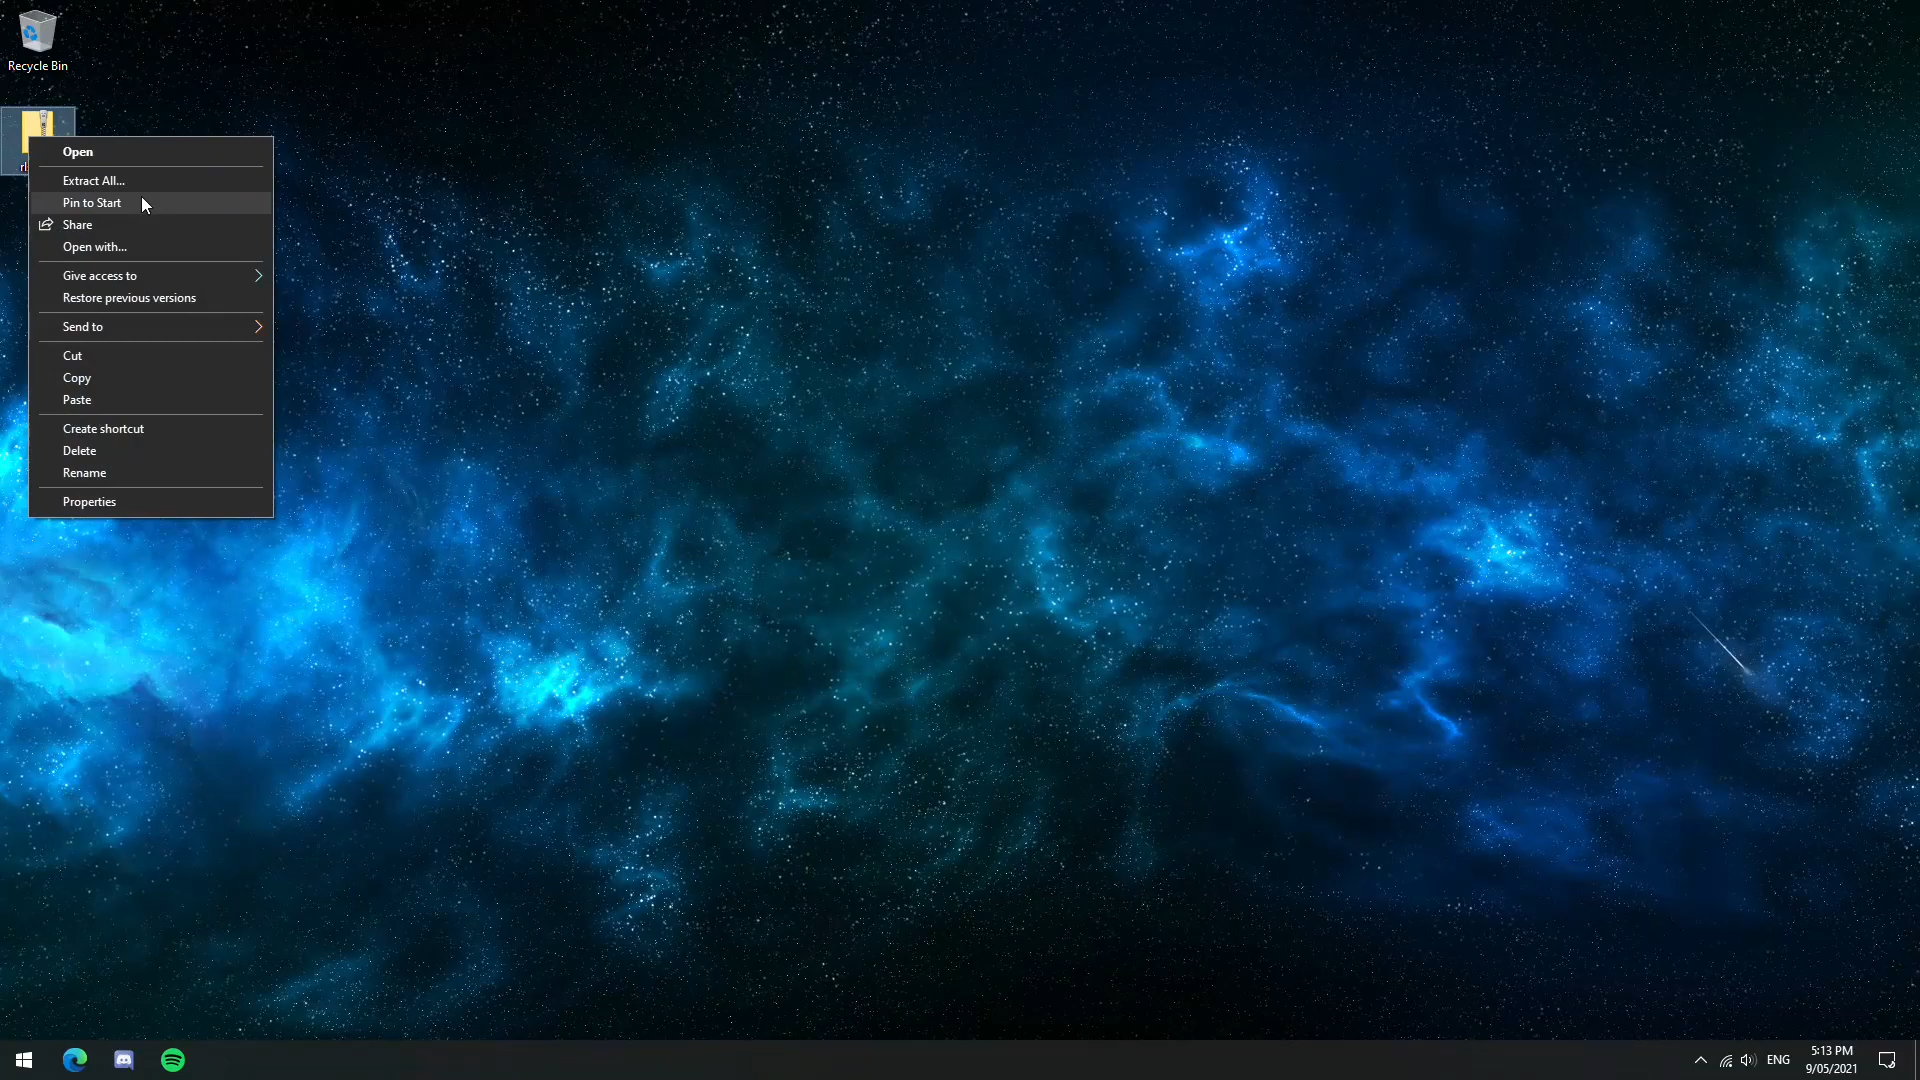 Recycle Bin
Open
Extract All...
Pin to Start
Share
Open with...
Give access to
Restore previous versions
Send to
Cut
Copy
Paste
Create shortcut
Delete
Rename
Properties
ENG
5:13 PM
9/05/2021